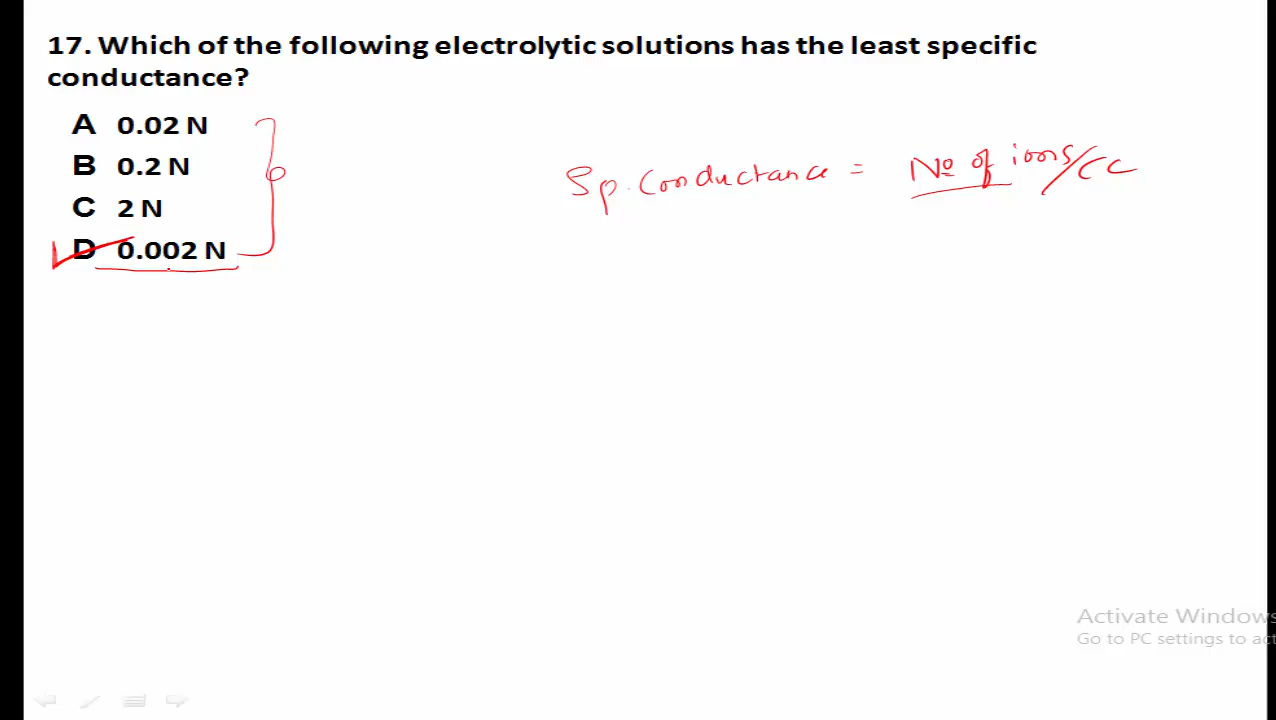 17. Which of the following electrolytic solutions has the least specific
conductance?
A 0.02 N
B 0.2 N
C 2 N
D 0.002 N
Sp. Conductance = No of ions/CC
Activate Windows
Go to PC settings to act